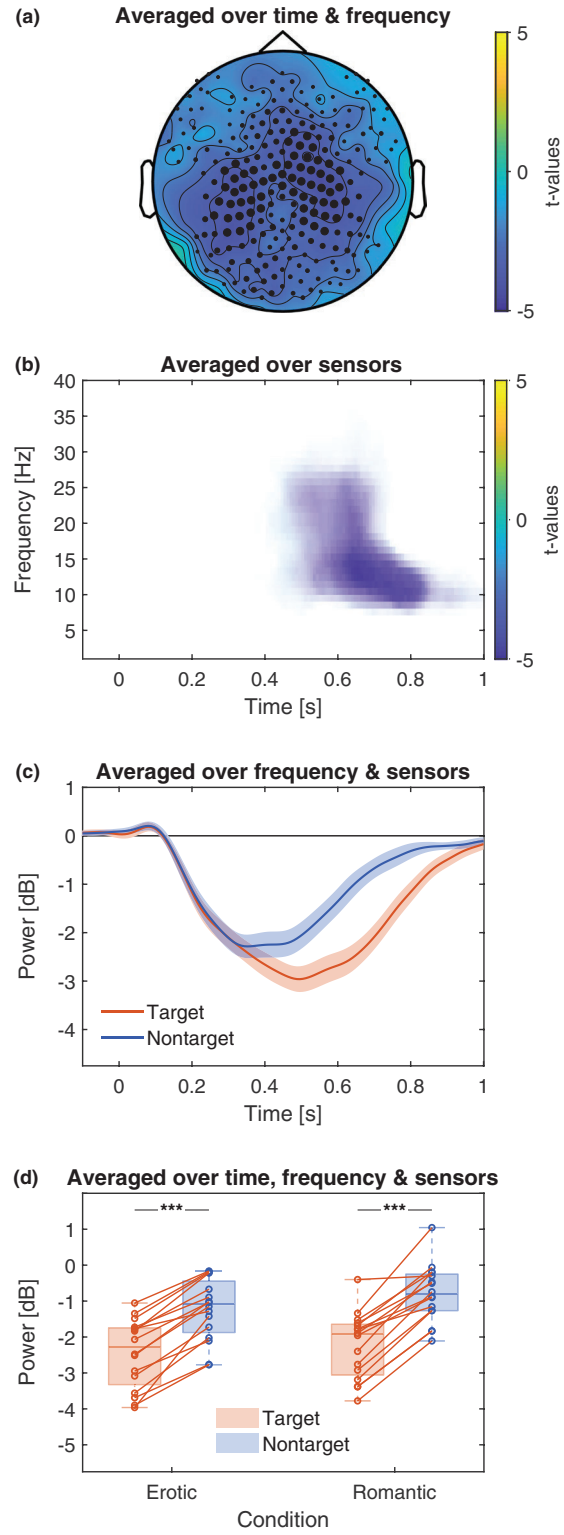 (a) Averaged over time & frequency
5
0
-5
t-values
(b) Averaged over sensors
40
35
30
25
20
15
10
5
Frequency [Hz]
0 0.2 0.4 0.6 0.8 1
Time [s]
5
0
-5
t-values
(c) Averaged over frequency & sensors
1
0
-1
-2
-3
-4
Power [dB]
Target
Nontarget
0 0.2 0.4 0.6 0.8 1
Time [s]
(d) Averaged over time, frequency & sensors
*** ***
1
0
-1
-2
-3
-4
-5
Power [dB]
Target
Nontarget
Erotic Romantic
Condition